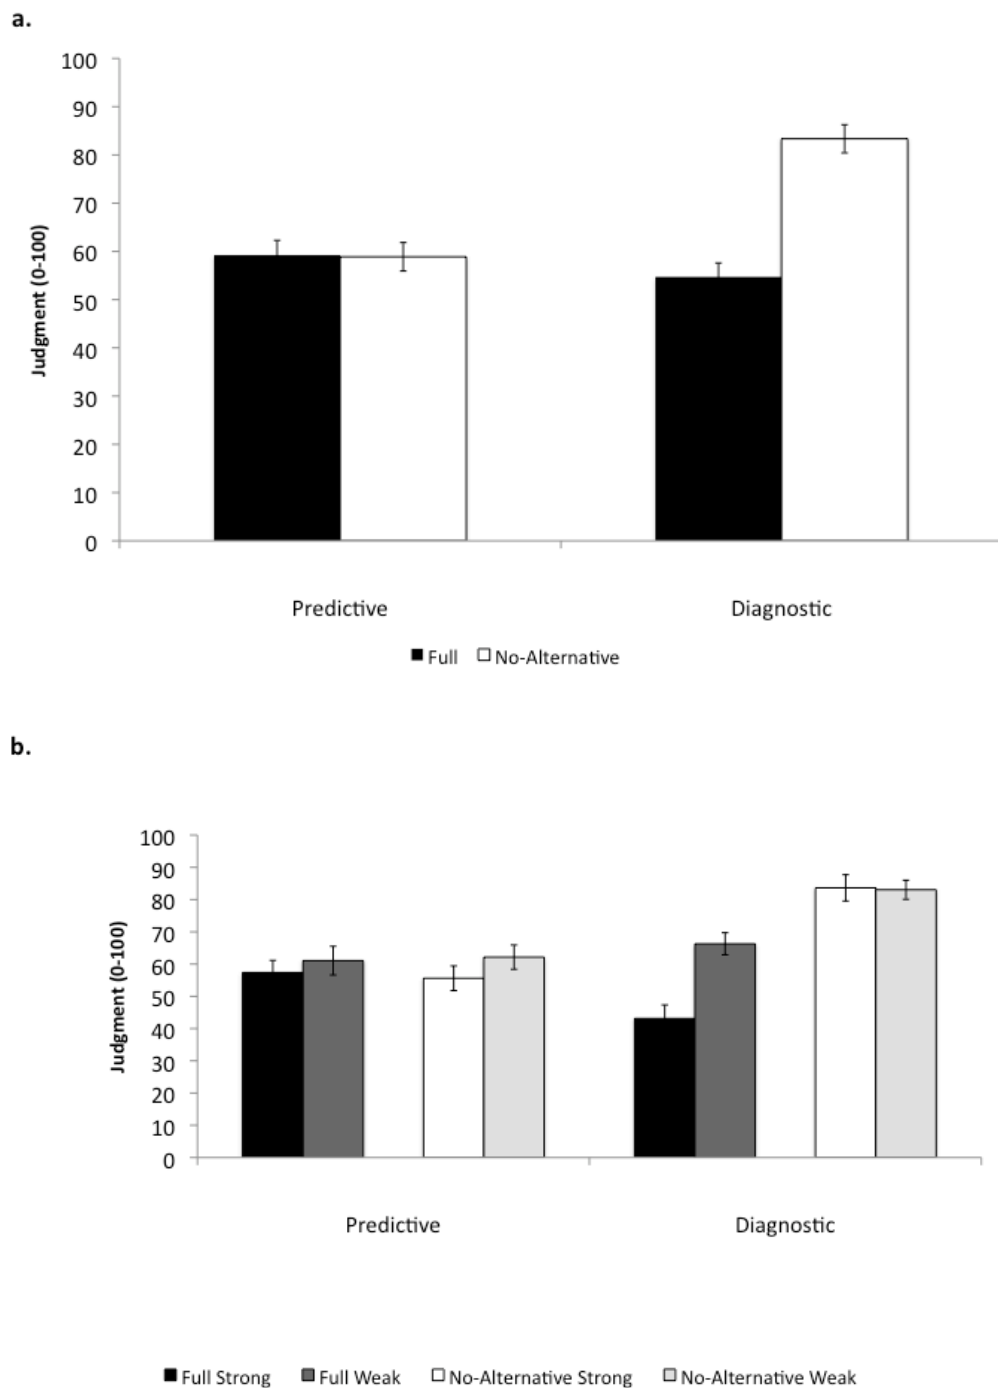 a.
100
90
80
70
60
50
40
30
20
10
0
Judgment (0-100)
Predictive Diagnostic
Full No-Alternative
b.
100
90
80
70
60
50
40
30
20
10
0
Judgment (0-100)
Predictive Diagnostic
Full Strong Full Weak No-Alternative Strong No-Alternative Weak